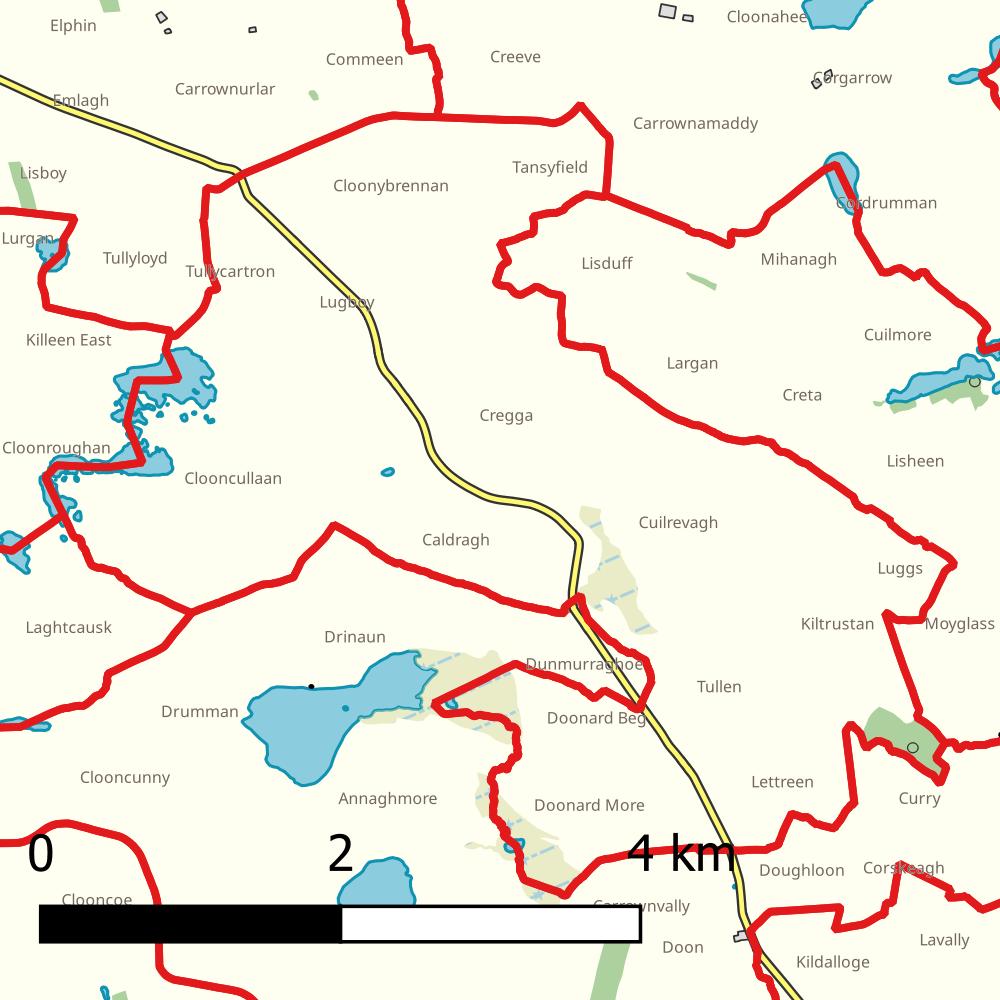 Cloonahee
Elphin
Creeve
Commeen
Corgarrow
Carrownurlar
Emlagh
Carrownamaddy
Tansyfield
Lisboy
Cloonybrennan
Cordrumman
Lurgan
Tullyloyd
Mihanagh
Lisduff
Tullycartron
Lugboy
Cuilmore
Killeen East
Largan
Creta
Cregga
Cloonroughan
Lisheen
Clooncullaan
Cuilrevagh
Caldragh
Luggs
Laghtcausk
Kiltrustan
Moyglass
Drinaun
Dunmurraghoe
Tullen
Drumman
Doonard Beg
Clooncunny
Lettreen
Annaghmore
Curry
Doonard More
0 2 4 km
Corskeagh
Doughloon
Clooncoe
Carrownvally
Lavally
Doon
Kildalloge